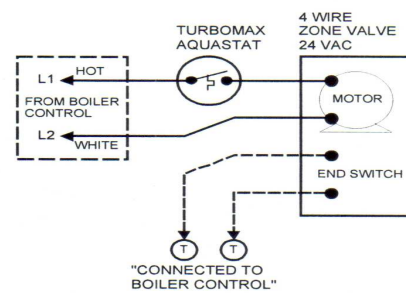 4 WIRE
ZONE VALVE
24 VAC
TURBOMAX
AQUASTAT
L1
HOT
FROM BOILER
CONTROL
L2
WHITE
MOTOR
END SWITCH
T
T
"CONNECTED TO
BOILER CONTROL"